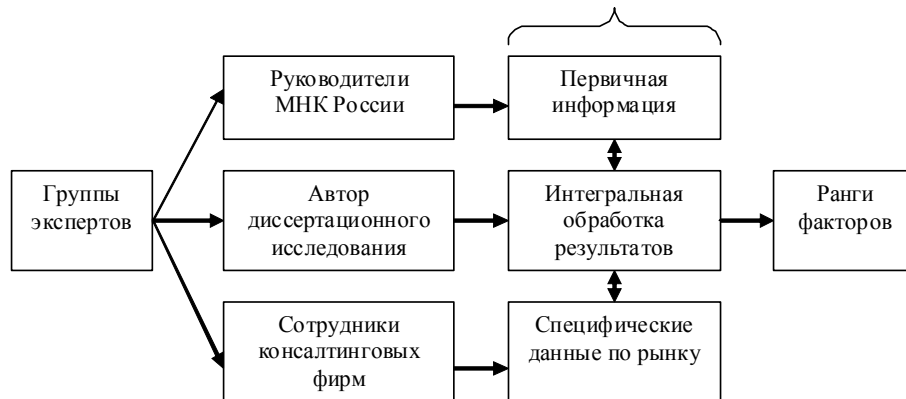 Руководители
МНК России
Первичная
информация
Группы
экспертов
Автор
диссертационного
исследования
Интегральная
обработка
результатов
Ранги
факторов
Сотрудники
консалтинговых
фирм
Специфические
данные по рынку